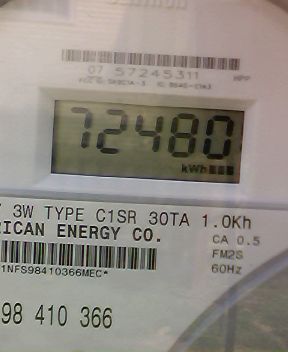 07 57245311
72480
kWh
3W TYPE C1SR 30TA 1.0Kh
RICAN ENERGY CO.
CA 0.5
FM2S
1NFS98410366MEC*
60Hz
98 410 366